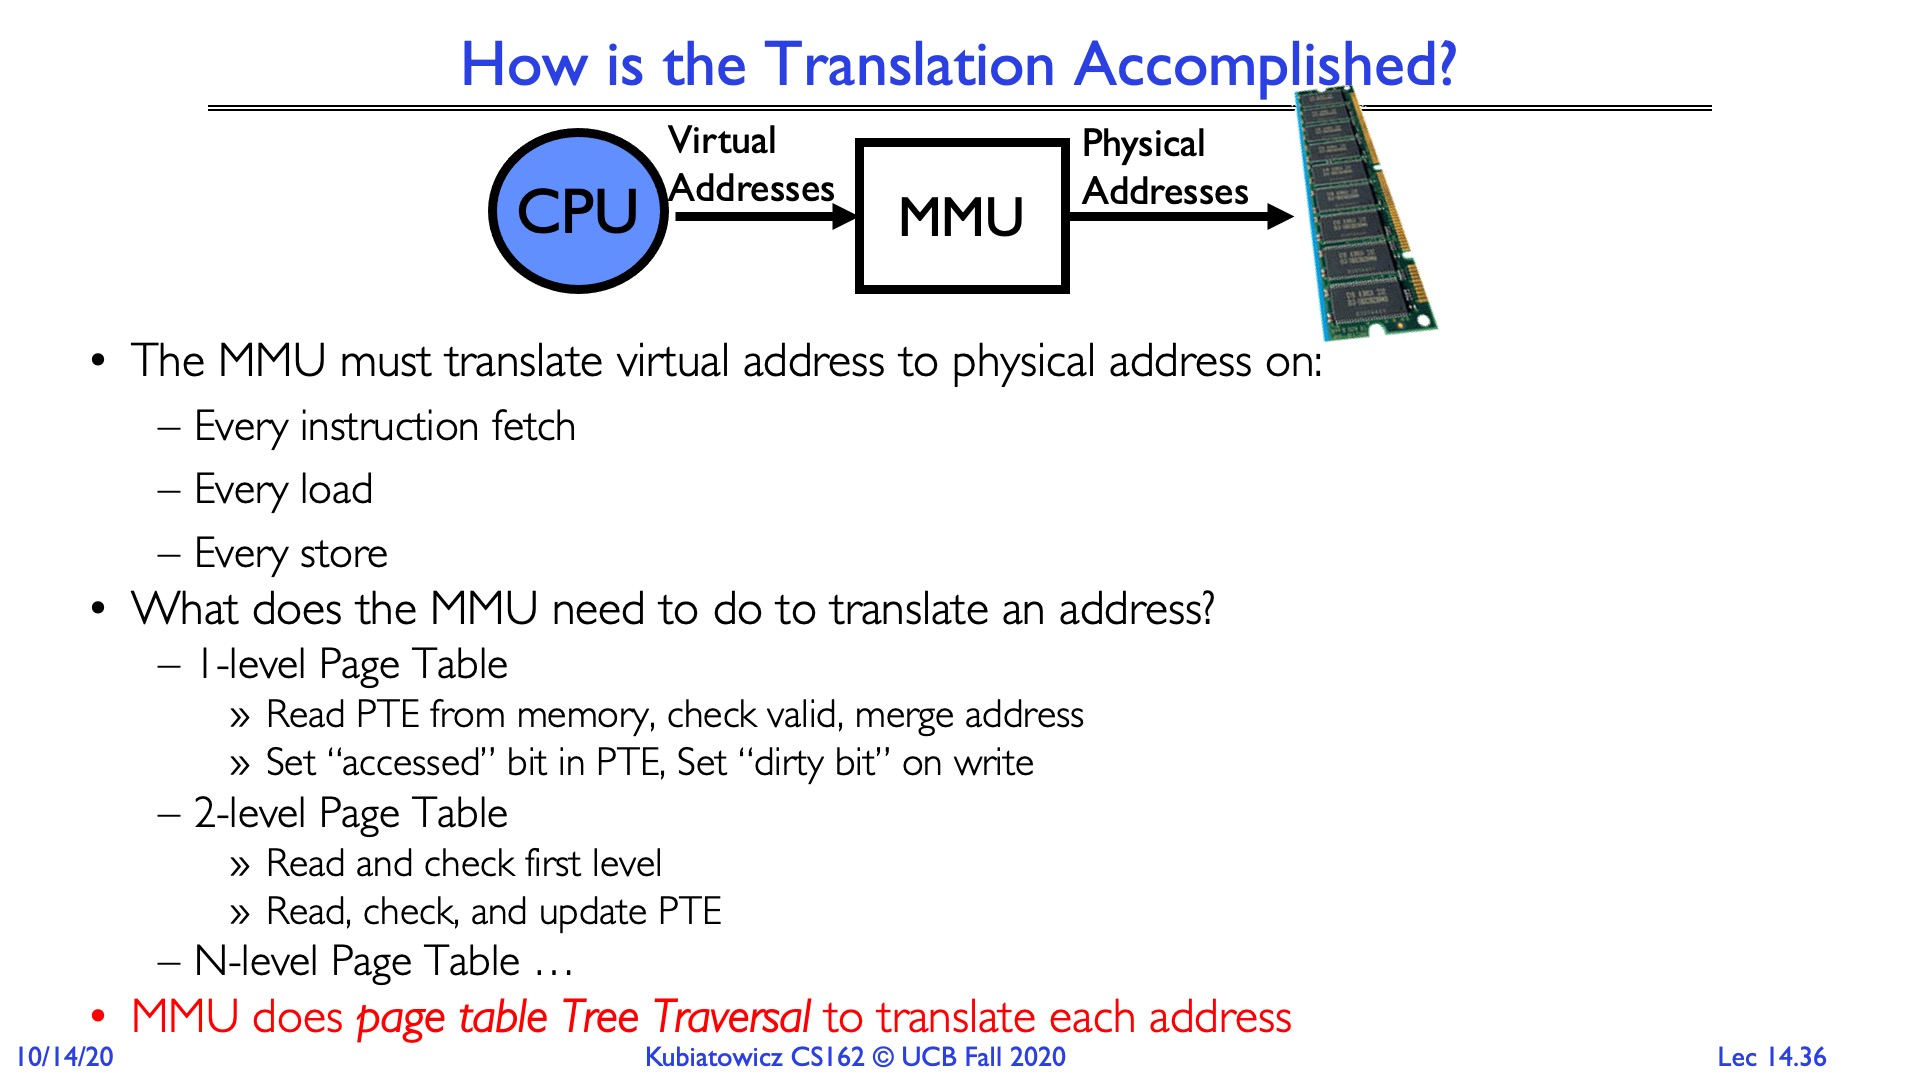 How is the Translation Accomplished?
CPU
Virtual
Addresses
MMU
Physical
Addresses
• The MMU must translate virtual address to physical address on:
– Every instruction fetch
– Every load
– Every store
• What does the MMU need to do to translate an address?
– 1-level Page Table
» Read PTE from memory, check valid, merge address
» Set “accessed” bit in PTE, Set “dirty bit” on write
– 2-level Page Table
» Read and check first level
» Read, check, and update PTE
– N-level Page Table …
• MMU does page table Tree Traversal to translate each address
10/14/20
Kubiatowicz CS162 © UCB Fall 2020
Lec 14.36